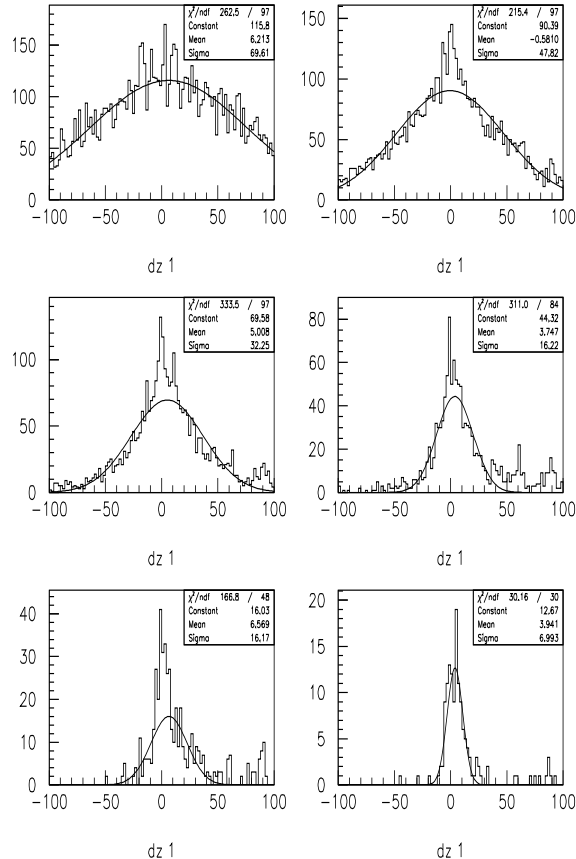 χ²/ndf 262.5 / 97
Constant 115.8
Mean 6.213
Sigma 69.61
150
100
50
0
−100 −50 0 50 100
dz 1
χ²/ndf 215.4 / 97
Constant 90.39
Mean −0.5810
Sigma 47.82
150
100
50
0
−100 −50 0 50 100
dz 1
χ²/ndf 333.5 / 97
Constant 69.58
Mean 5.008
Sigma 32.25
100
50
0
−100 −50 0 50 100
dz 1
χ²/ndf 311.0 / 84
Constant 44.32
Mean 3.747
Sigma 16.22
80
60
40
20
0
−100 −50 0 50 100
dz 1
χ²/ndf 166.8 / 48
Constant 16.03
Mean 6.569
Sigma 16.17
40
30
20
10
0
−100 −50 0 50 100
dz 1
χ²/ndf 30.16 / 30
Constant 12.67
Mean 3.941
Sigma 6.993
20
15
10
5
0
−100 −50 0 50 100
dz 1